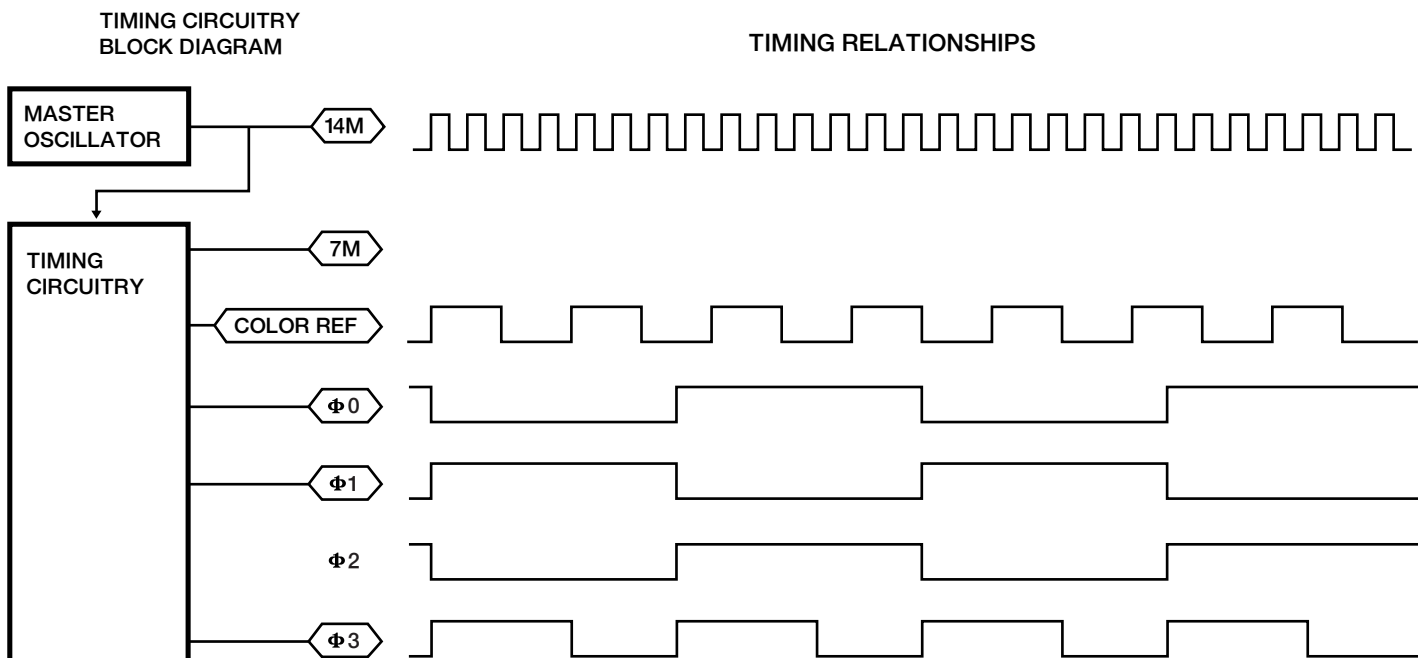 TIMING CIRCUITRY
BLOCK DIAGRAM
TIMING RELATIONSHIPS
MASTER
OSCILLATOR
14M
TIMING
CIRCUITRY
7M
COLOR REF
Φ0
Φ1
Φ2
Φ3